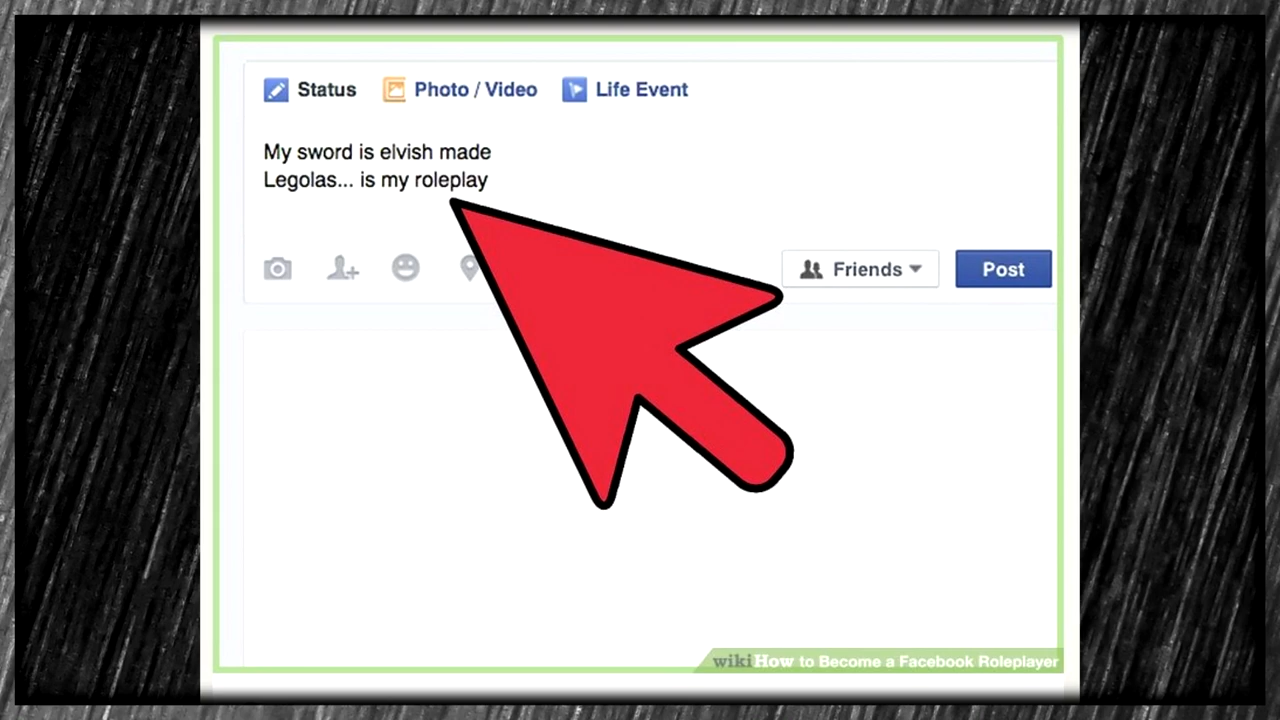 Status Photo / Video Life Event
My sword is elvish made
Legolas... is my roleplay
Friends Post
wikiHow to Become a Facebook Roleplayer